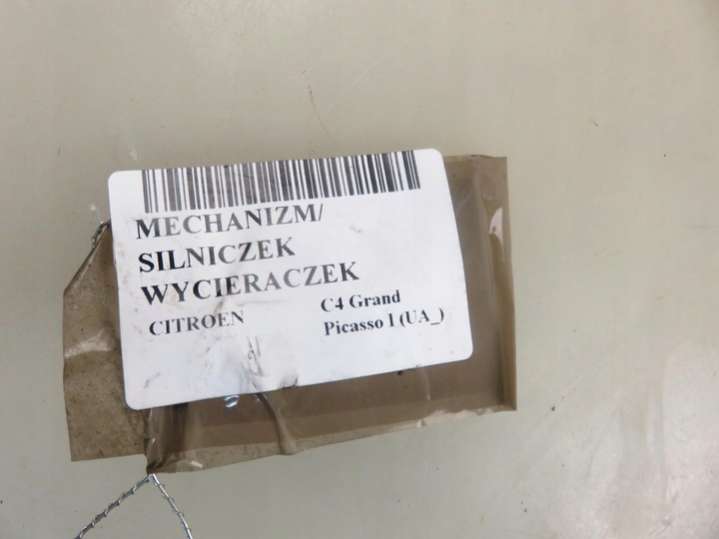 MECHANIZM/
SILNICZEK
WYCIERACZEK
CITROEN
C4 Grand
Picasso I (UA_)